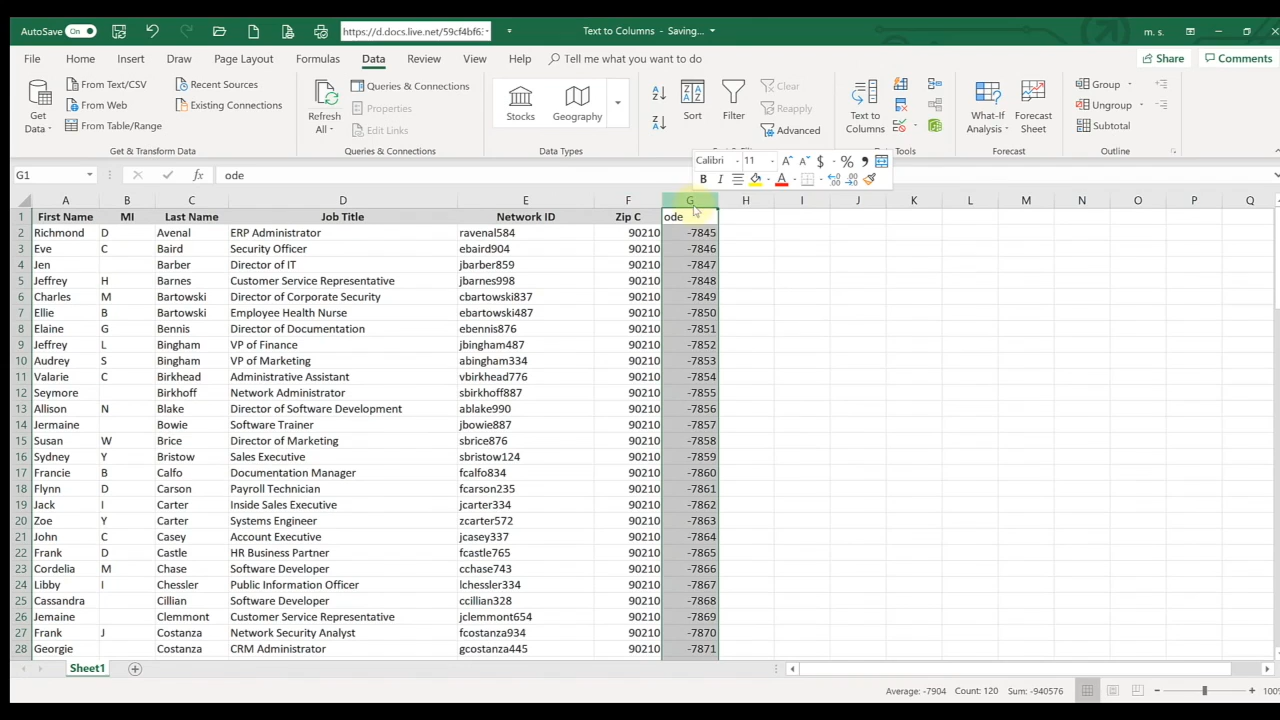 AutoSave On https://d.docs.live.net/59cf4bf63 Text to Columns - Saving... m. s.
File Home Insert Draw Page Layout Formulas Data Review View Help Tell me what you want to do Share Comments
Get Data From Text/CSV Recent Sources
From Web Existing Connections
From Table/Range
Refresh All Queries & Connections
Properties
Edit Links
Stocks Geography
Sort Filter Clear
Reapply
Advanced
Text to Columns
What-If Analysis Forecast Sheet
Group
Ungroup
Subtotal
Get & Transform Data Queries & Connections Data Types Forecast Outline
Calibri 11 $ % ,
B I A
G1 fx ode
A B C D E F G H I J K L M N O P Q
1 First Name MI Last Name Job Title Network ID Zip C ode
2 Richmond D Avenal ERP Administrator ravenal584 90210 -7845
3 Eve C Baird Security Officer ebaird904 90210 -7846
4 Jen Barber Director of IT jbarber859 90210 -7847
5 Jeffrey H Barnes Customer Service Representative jbarnes998 90210 -7848
6 Charles M Bartowski Director of Corporate Security cbartowski837 90210 -7849
7 Ellie B Bartowski Employee Health Nurse ebartowski487 90210 -7850
8 Elaine G Bennis Director of Documentation ebennis876 90210 -7851
9 Jeffrey L Bingham VP of Finance jbingham487 90210 -7852
10 Audrey S Bingham VP of Marketing abingham334 90210 -7853
11 Valarie C Birkhead Administrative Assistant vbirkhead776 90210 -7854
12 Seymore Birkhoff Network Administrator sbirkhoff887 90210 -7855
13 Allison N Blake Director of Software Development ablake990 90210 -7856
14 Jermaine Bowie Software Trainer jbowie887 90210 -7857
15 Susan W Brice Director of Marketing sbrice876 90210 -7858
16 Sydney Y Bristow Sales Executive sbristow124 90210 -7859
17 Francie B Calfo Documentation Manager fcalfo834 90210 -7860
18 Flynn D Carson Payroll Technician fcarson235 90210 -7861
19 Jack I Carter Inside Sales Executive jcarter334 90210 -7862
20 Zoe Y Carter Systems Engineer zcarter572 90210 -7863
21 John C Casey Account Executive jcasey337 90210 -7864
22 Frank D Castle HR Business Partner fcastle765 90210 -7865
23 Cordelia M Chase Software Developer cchase743 90210 -7866
24 Libby I Chessler Public Information Officer lchessler334 90210 -7867
25 Cassandra Cillian Software Developer ccillian328 90210 -7868
26 Jemaine Clemmont Customer Service Representative jclemmont654 90210 -7869
27 Frank J Costanza Network Security Analyst fcostanza934 90210 -7870
28 Georgie Costanza CRM Administrator gcostanza445 90210 -7871
Sheet1
Average: -7904 Count: 120 Sum: -940576